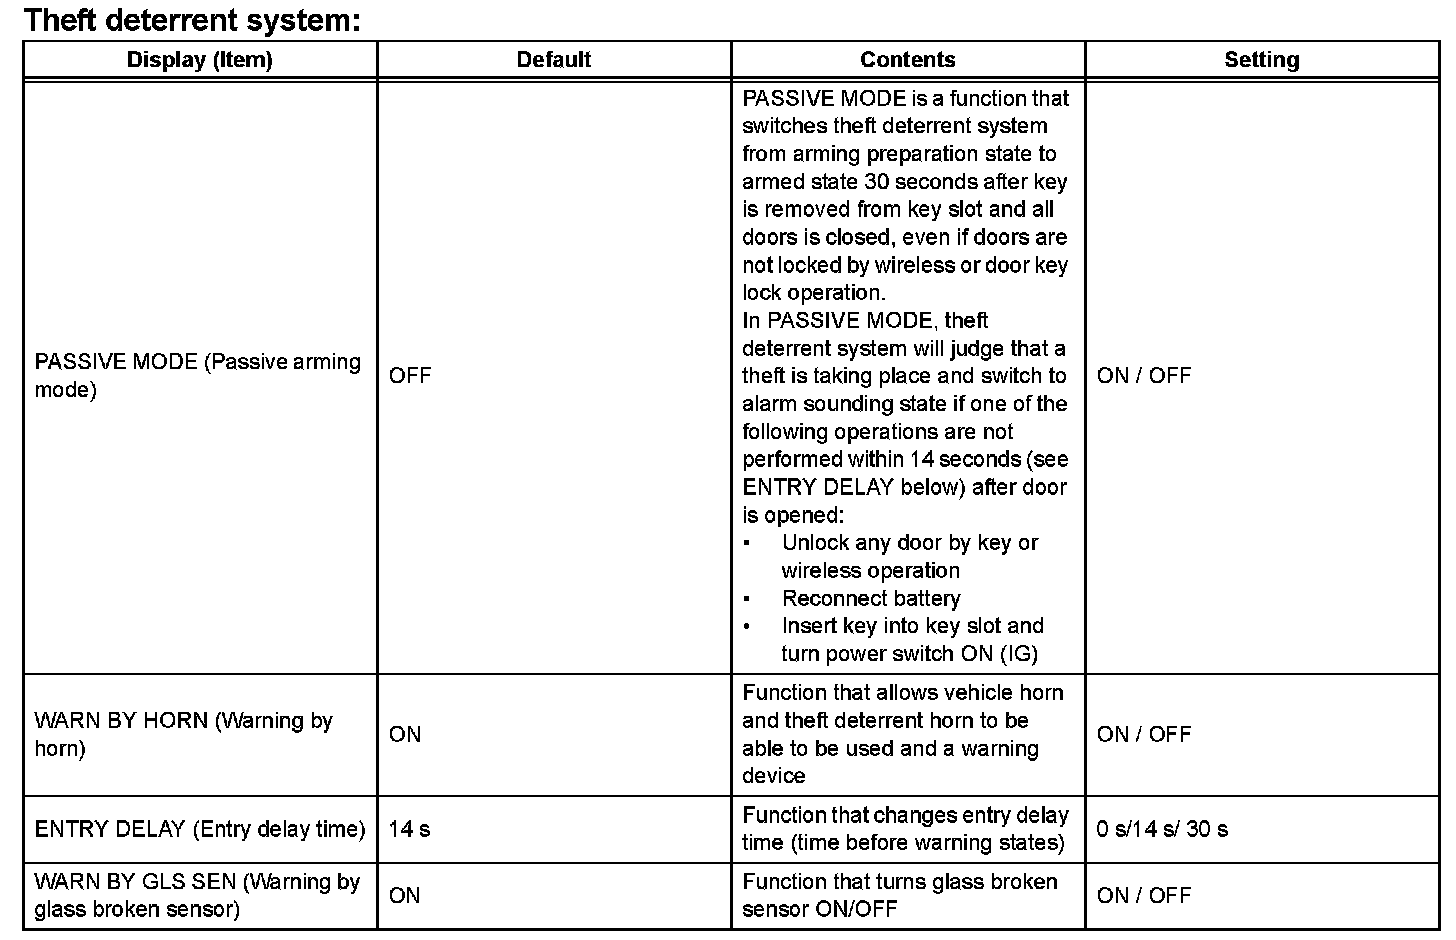 Theft deterrent system:
Display (Item)
Default
Contents
Setting
PASSIVE MODE (Passive arming
mode)
OFF
PASSIVE MODE is a function that
switches theft deterrent system
from arming preparation state to
armed state 30 seconds after key
is removed from key slot and all
doors is closed, even if doors are
not locked by wireless or door key
lock operation.
In PASSIVE MODE, theft
deterrent system will judge that a
theft is taking place and switch to
alarm sounding state if one of the
following operations are not
performed within 14 seconds (see
ENTRY DELAY below) after door
is opened:
• Unlock any door by key or
wireless operation
• Reconnect battery
• Insert key into key slot and
turn power switch ON (IG)
ON / OFF
WARN BY HORN (Warning by
horn)
ON
Function that allows vehicle horn
and theft deterrent horn to be
able to be used and a warning
device
ON / OFF
ENTRY DELAY (Entry delay time)
14 s
Function that changes entry delay
time (time before warning states)
0 s/14 s/ 30 s
WARN BY GLS SEN (Warning by
glass broken sensor)
ON
Function that turns glass broken
sensor ON/OFF
ON / OFF